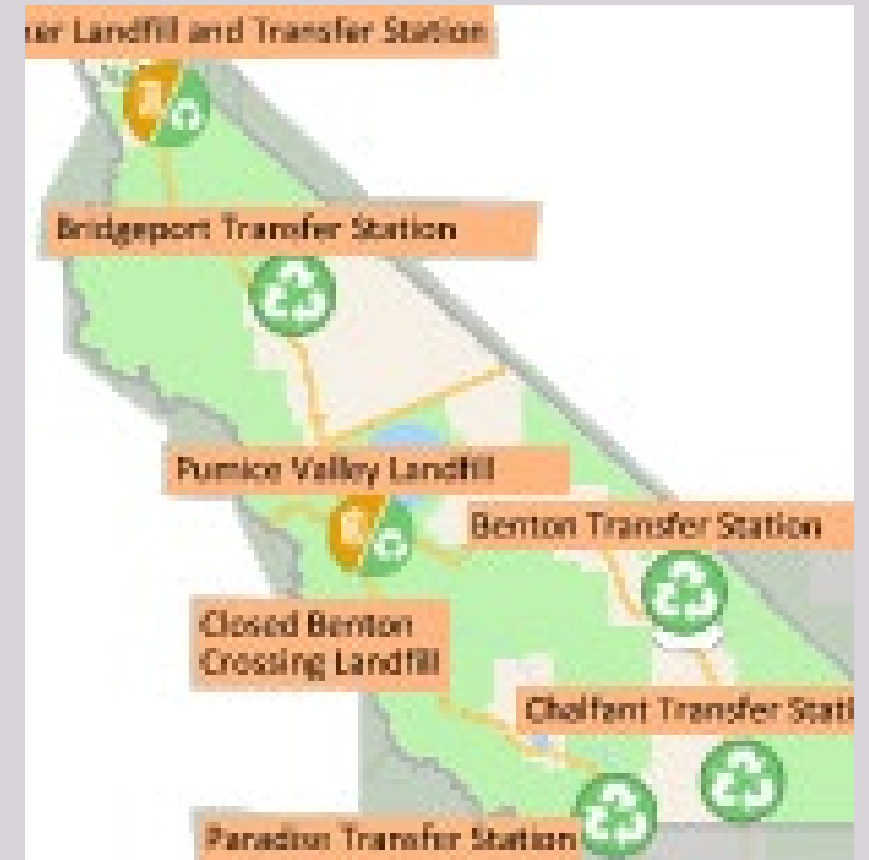 Landfill and Transfer Station
Bridgeport Transfer Station
Pumice Valley Landfill
Benton Transfer Station
Closed Benton
Crossing Landfill
Chalfant Transfer Stati
Paradise Transfer Station